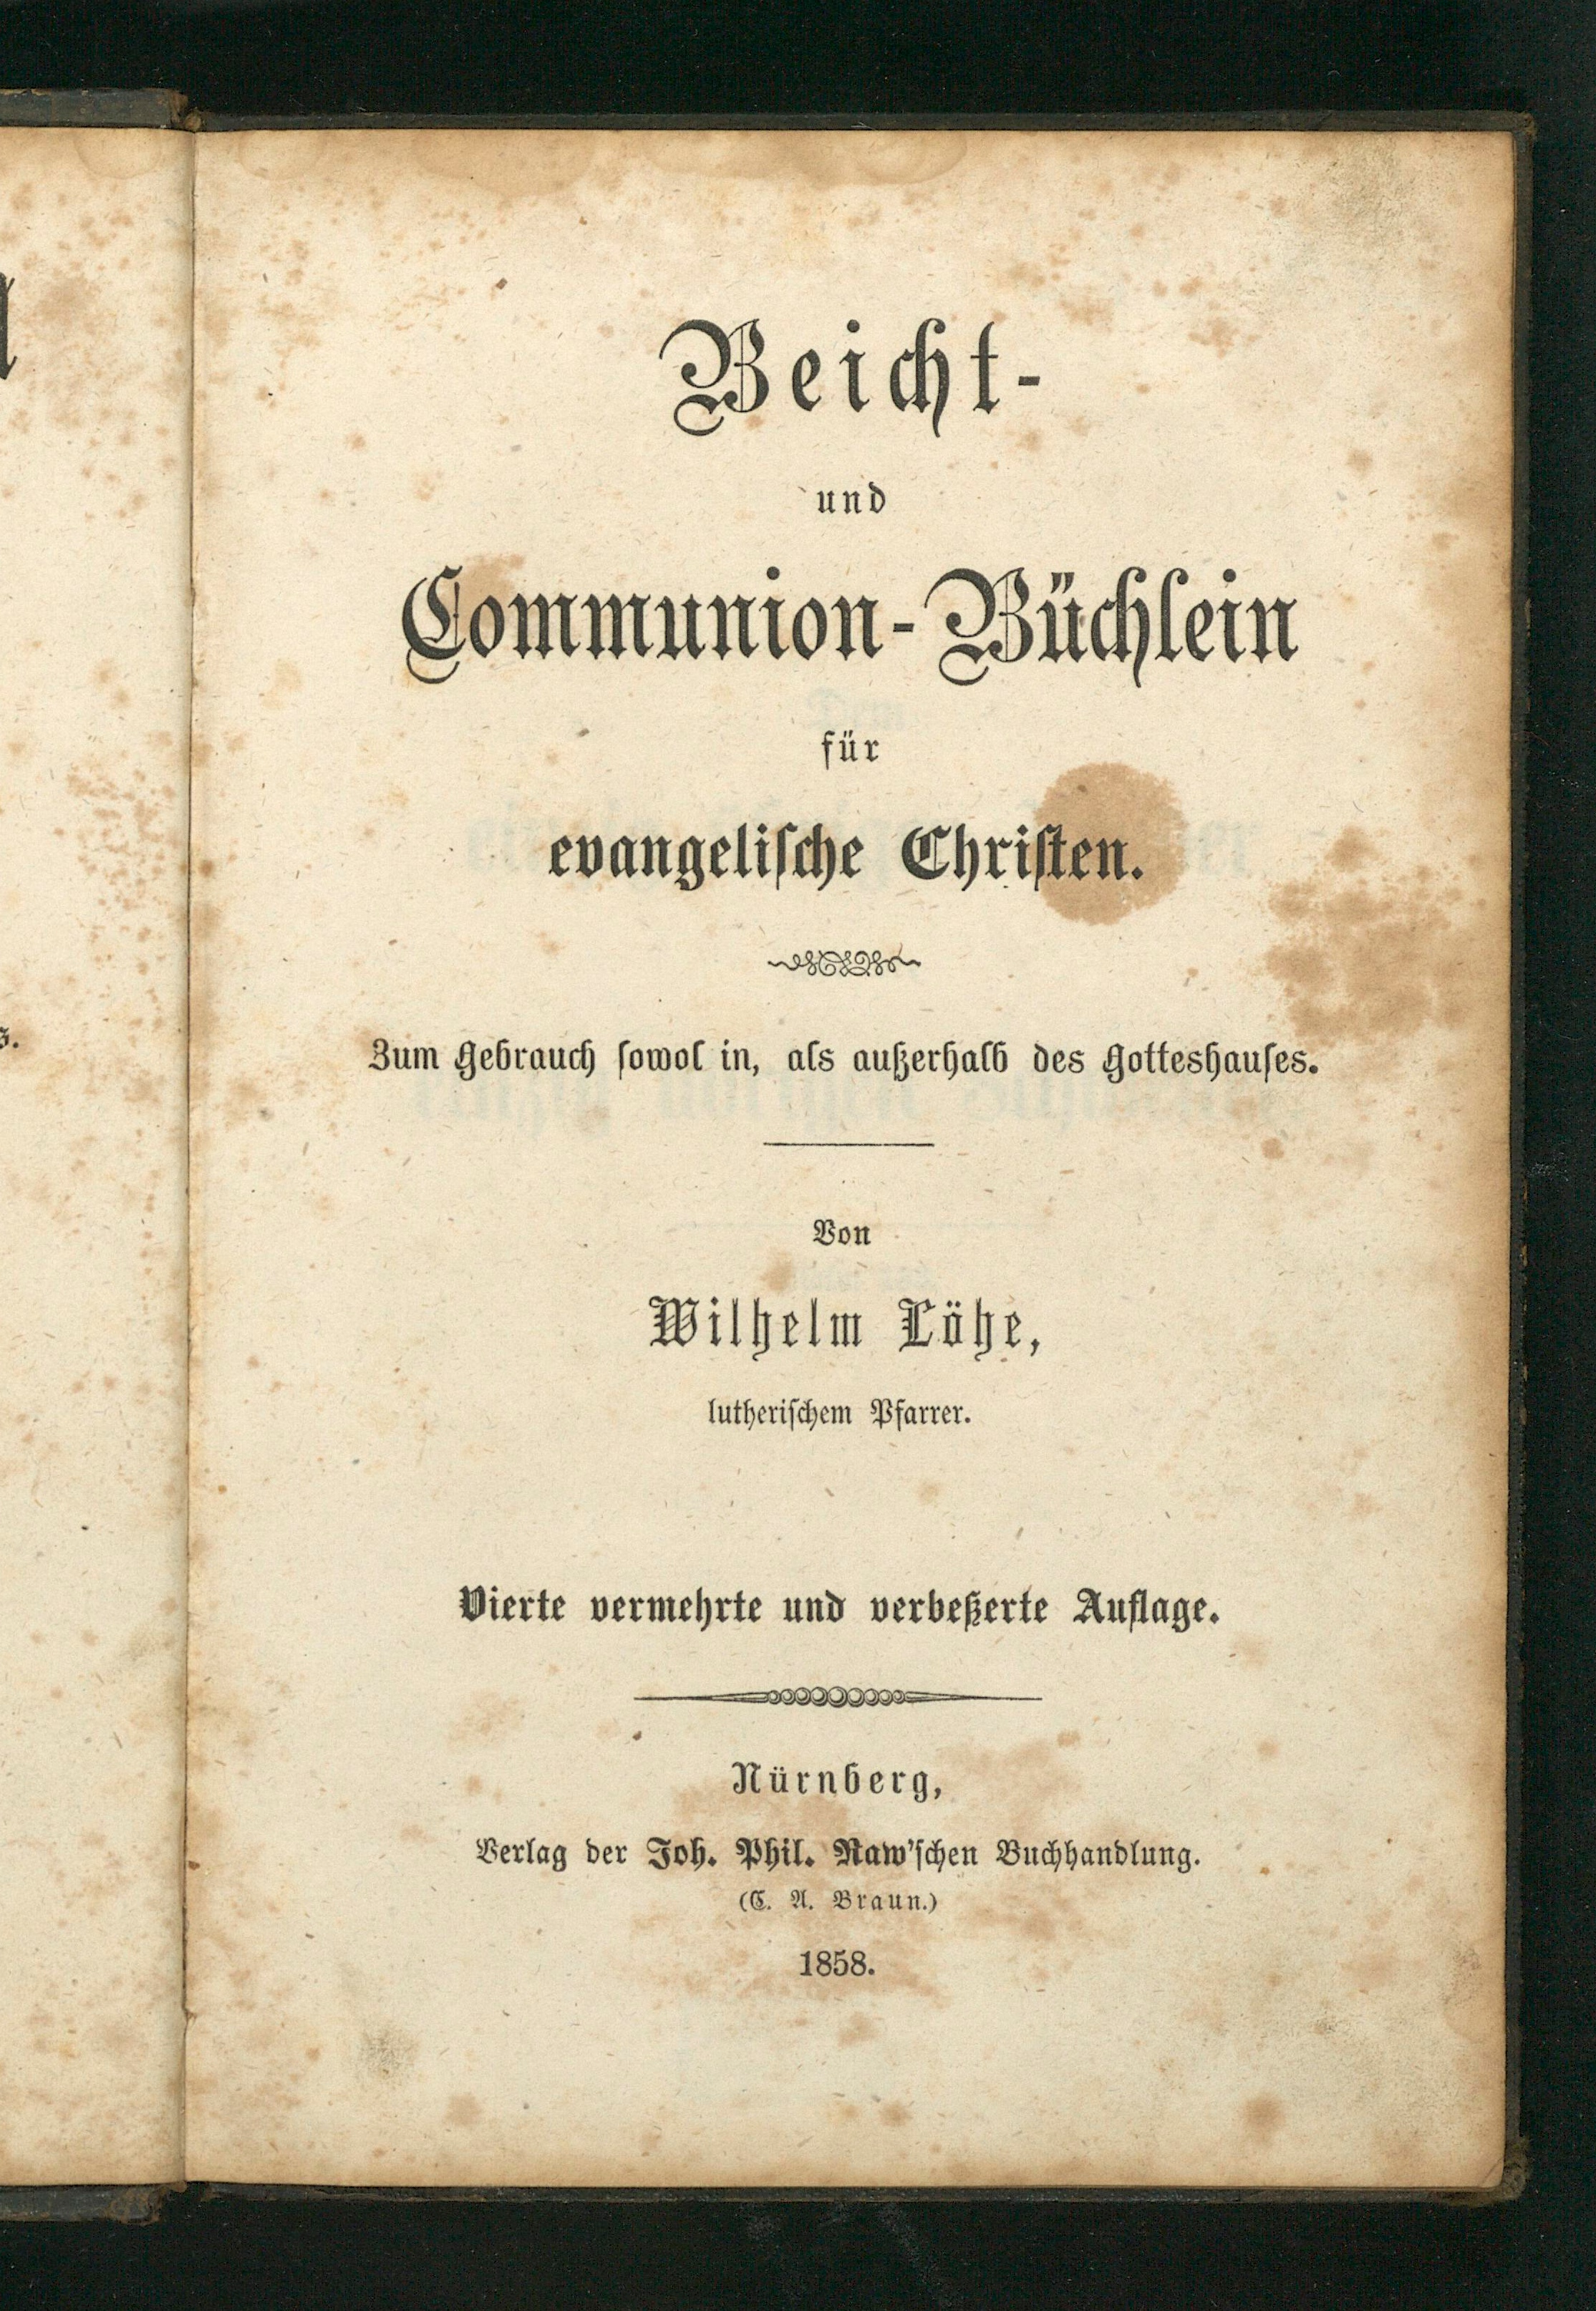 Beicht-
und
Communion-Büchlein
für
evangeliſche Chriſten.
Zum Gebrauch ſowol in, als außerhalb des Gotteshauſes.
Von
Wilhelm Löhe,
lutheriſchem Pfarrer.
Vierte vermehrte und verbeßerte Auflage.
Nürnberg,
Verlag der Joh. Phil. Raw'ſchen Buchhandlung.
(C. A. Braun.)
1858.